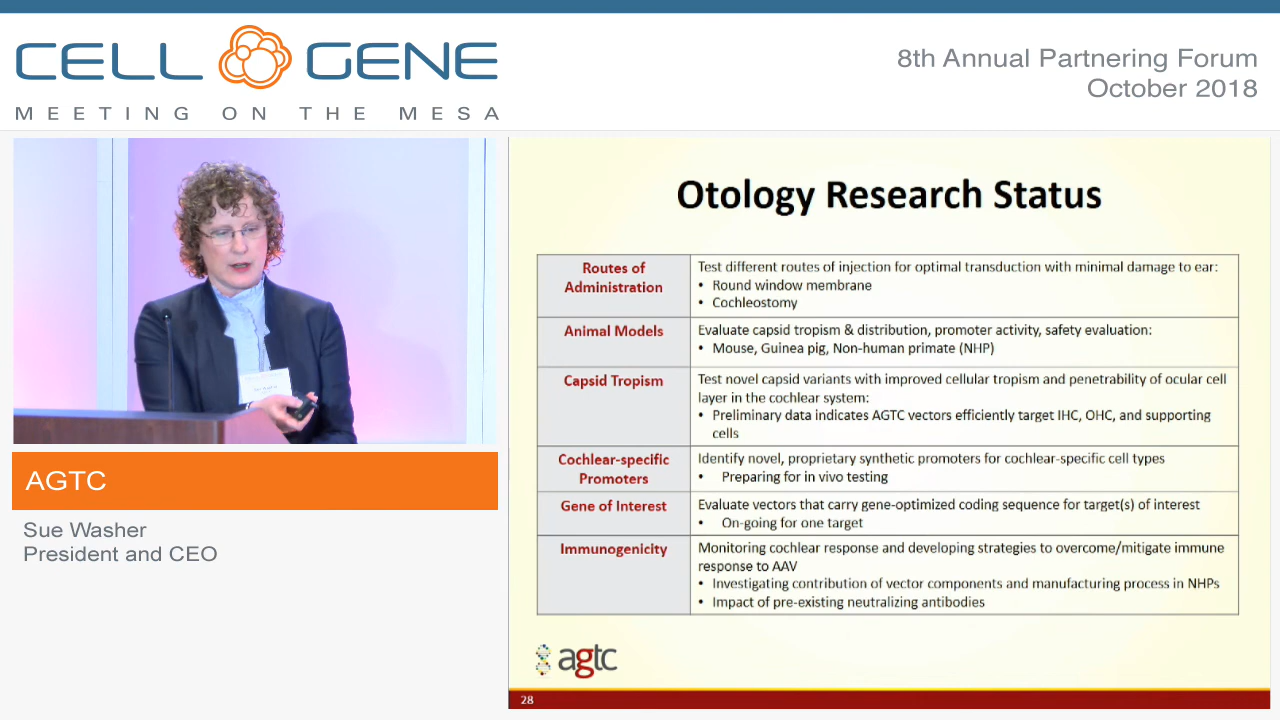 CELL GENE
MEETING ON THE MESA
8th Annual Partnering Forum
October 2018
AGTC
Sue Washer
President and CEO
Otology Research Status
Routes of
Administration
Test different routes of injection for optimal transduction with minimal damage to ear:
• Round window membrane
• Cochleostomy
Animal Models
Evaluate capsid tropism & distribution, promoter activity, safety evaluation:
• Mouse, Guinea pig, Non-human primate (NHP)
Capsid Tropism
Test novel capsid variants with improved cellular tropism and penetrability of ocular cell
layer in the cochlear system:
• Preliminary data indicates AGTC vectors efficiently target IHC, OHC, and supporting
cells
Cochlear-specific
Promoters
Identify novel, proprietary synthetic promoters for cochlear-specific cell types
• Preparing for in vivo testing
Gene of Interest
Evaluate vectors that carry gene-optimized coding sequence for target(s) of interest
• On-going for one target
Immunogenicity
Monitoring cochlear response and developing strategies to overcome/mitigate immune
response to AAV
• Investigating contribution of vector components and manufacturing process in NHPs
• Impact of pre-existing neutralizing antibodies
agtc
28